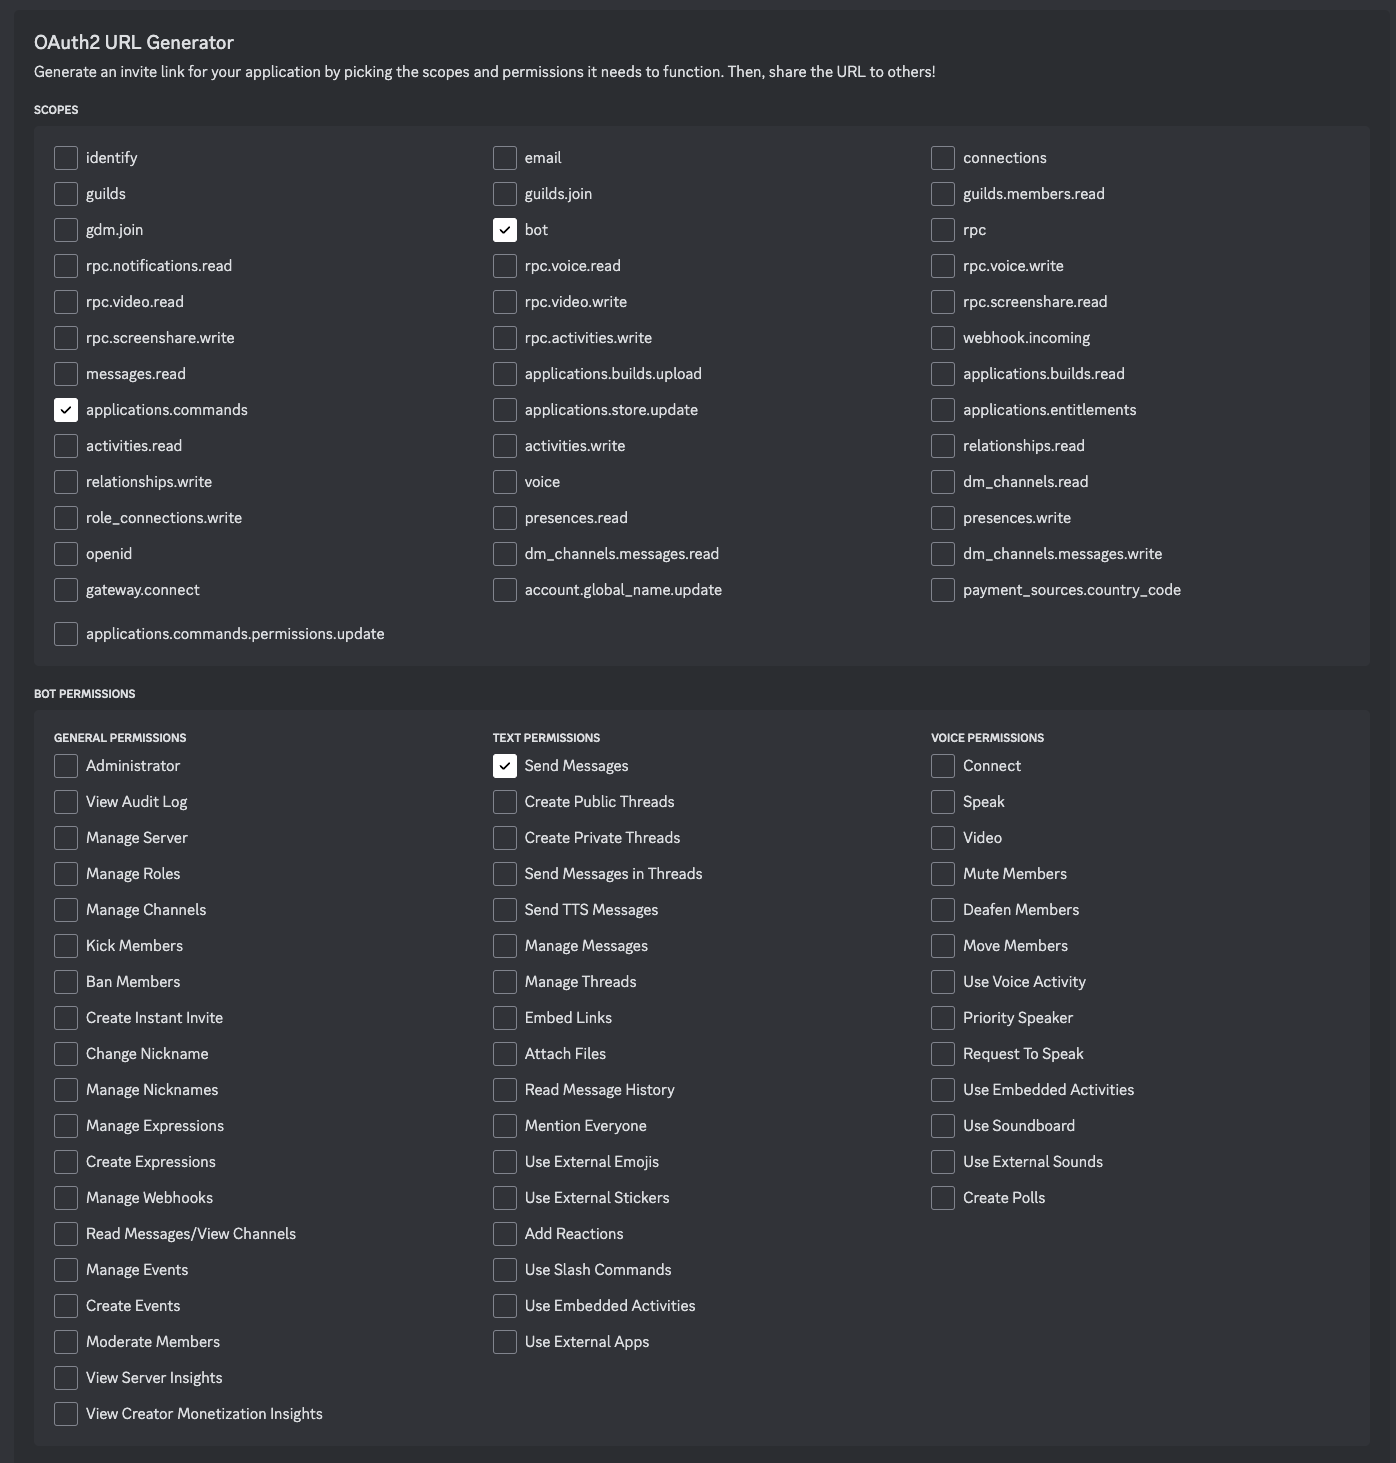 OAuth2 URL Generator
Generate an invite link for your application by picking the scopes and permissions it needs to function. Then, share the URL to others!
SCOPES
identify
email
connections
guilds
guilds.join
guilds.members.read
gdm.join
bot
rpc
rpc.notifications.read
rpc.voice.read
rpc.voice.write
rpc.video.read
rpc.video.write
rpc.screenshare.read
rpc.screenshare.write
rpc.activities.write
webhook.incoming
messages.read
applications.builds.upload
applications.builds.read
applications.commands
applications.store.update
applications.entitlements
activities.read
activities.write
relationships.read
relationships.write
voice
dm_channels.read
role_connections.write
presences.read
presences.write
openid
dm_channels.messages.read
dm_channels.messages.write
gateway.connect
account.global_name.update
payment_sources.country_code
applications.commands.permissions.update
BOT PERMISSIONS
GENERAL PERMISSIONS
Administrator
View Audit Log
Manage Server
Manage Roles
Manage Channels
Kick Members
Ban Members
Create Instant Invite
Change Nickname
Manage Nicknames
Manage Expressions
Create Expressions
Manage Webhooks
Read Messages/View Channels
Manage Events
Create Events
Moderate Members
View Server Insights
View Creator Monetization Insights
TEXT PERMISSIONS
Send Messages
Create Public Threads
Create Private Threads
Send Messages in Threads
Send TTS Messages
Manage Messages
Manage Threads
Embed Links
Attach Files
Read Message History
Mention Everyone
Use External Emojis
Use External Stickers
Add Reactions
Use Slash Commands
Use Embedded Activities
Use External Apps
VOICE PERMISSIONS
Connect
Speak
Video
Mute Members
Deafen Members
Move Members
Use Voice Activity
Priority Speaker
Request To Speak
Use Embedded Activities
Use Soundboard
Use External Sounds
Create Polls